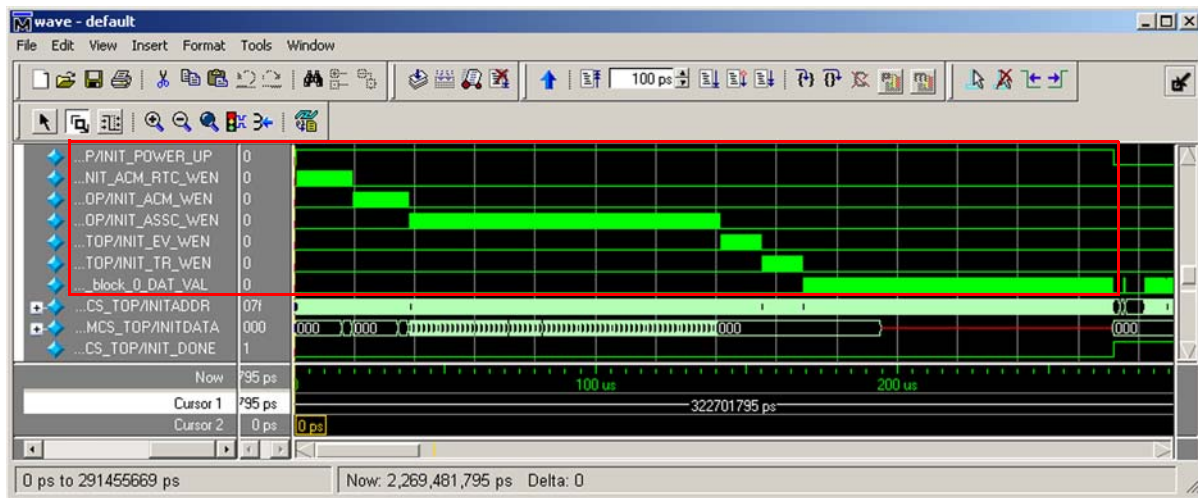 wave - default
File Edit View Insert Format Tools Window
100 ps
...P/INIT_POWER_UP 0
...NIT_ACM_RTC_WEN 0
...OP/INIT_ACM_WEN 0
...OP/INIT_ASSC_WEN 0
...TOP/INIT_EV_WEN 0
...TOP/INIT_TR_WEN 0
..._block_0_DAT_VAL 0
...CS_TOP/INITADDR 07f
...MCS_TOP/INITDATA 000 000 000 000 000
...CS_TOP/INIT_DONE 1
Now 795 ps 100 us 200 us
Cursor 1 795 ps 322701795 ps
Cursor 2 0 ps 0 ps
0 ps to 291455669 ps Now: 2,269,481,795 ps Delta: 0